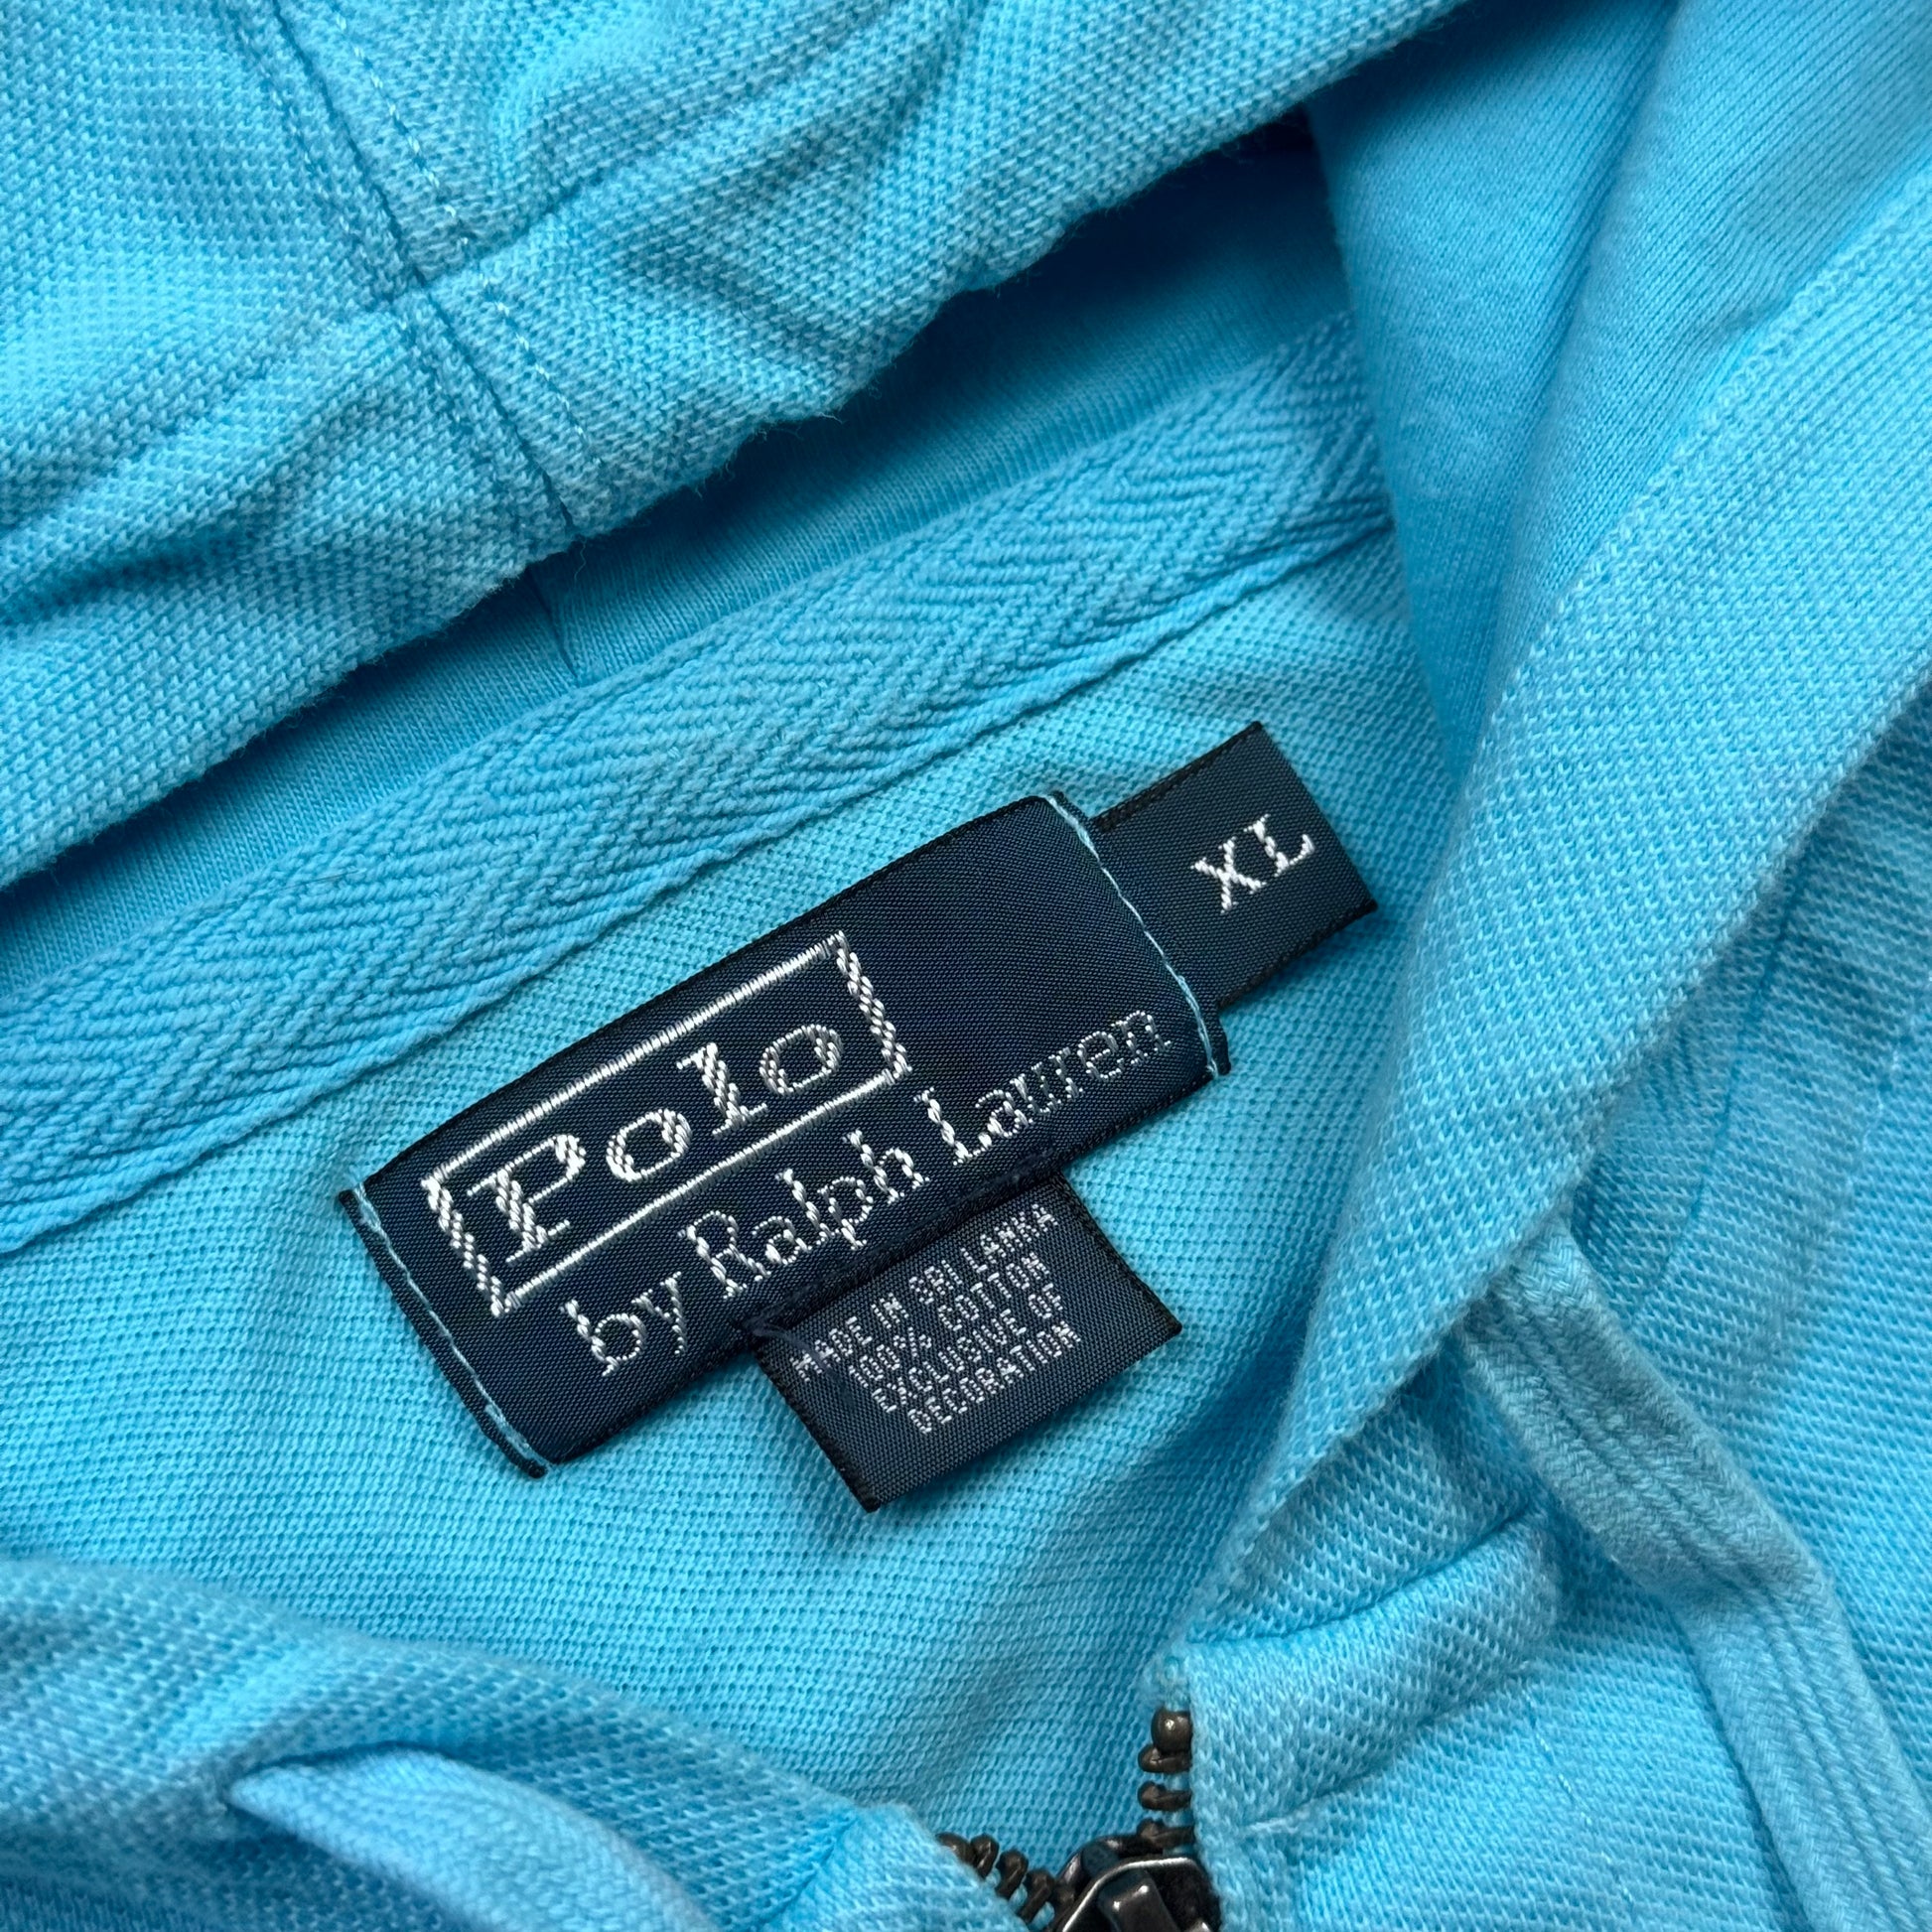 Polo
by Ralph Lauren
XL
MADE IN SRI LANKA
100% COTTON
EXCLUSIVE OF
DECORATION